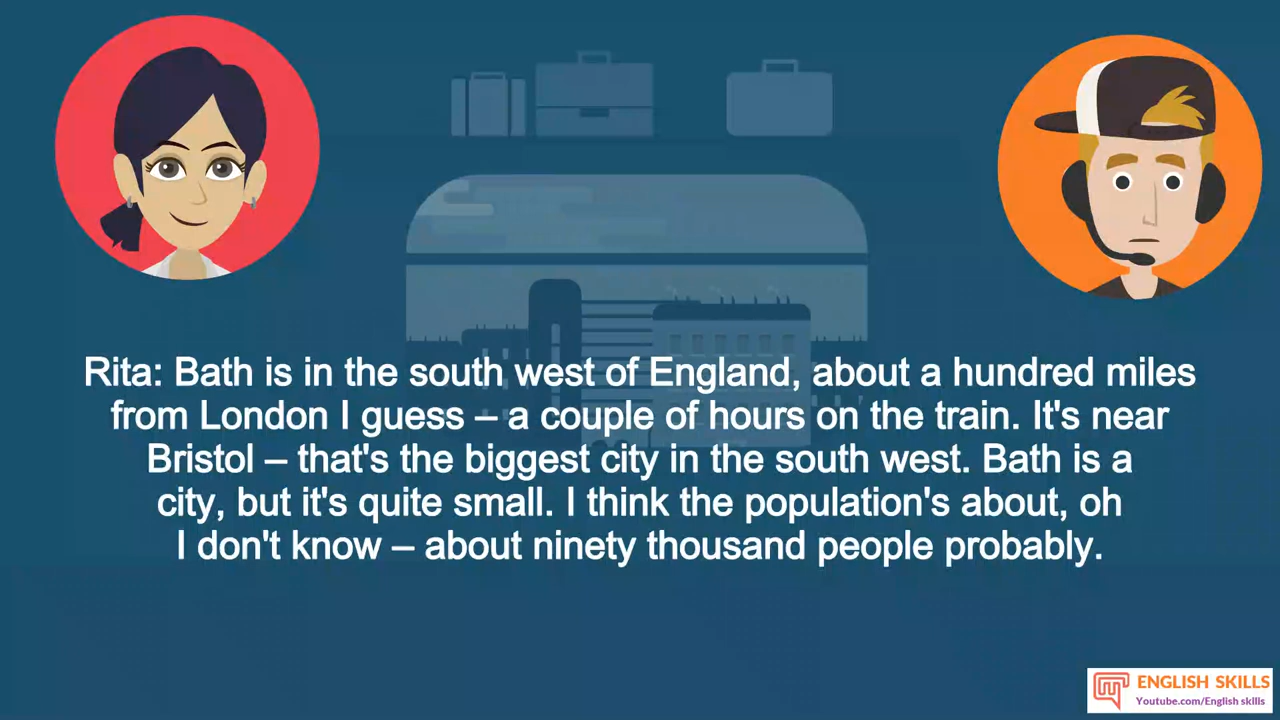 Rita: Bath is in the south west of England, about a hundred miles
from London I guess – a couple of hours on the train. It's near
Bristol – that's the biggest city in the south west. Bath is a
city, but it's quite small. I think the population's about, oh
I don't know – about ninety thousand people probably.
ENGLISH SKILLS
Youtube.com/English skills